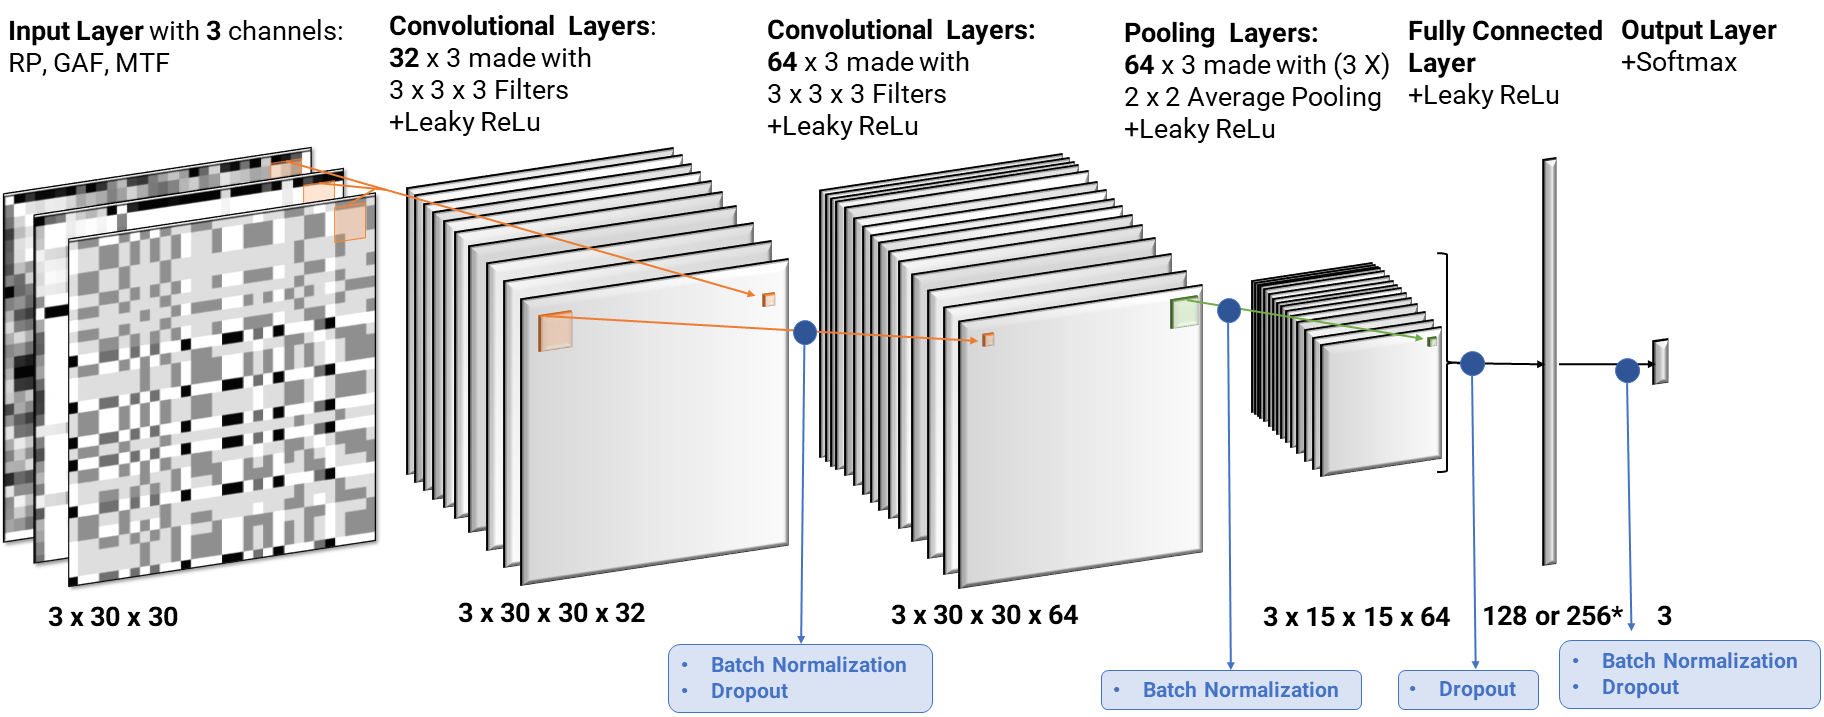 Input Layer with 3 channels:
RP, GAF, MTF
Convolutional Layers:
32 x 3 made with
3 x 3 x 3 Filters
+Leaky ReLu
Convolutional Layers:
64 x 3 made with
3 x 3 x 3 Filters
+Leaky ReLu
Pooling Layers:
64 x 3 made with (3 X)
2 x 2 Average Pooling
+Leaky ReLu
Fully Connected
Layer
+Leaky ReLu
Output Layer
+Softmax
3 x 30 x 30
3 x 30 x 30 x 32
3 x 30 x 30 x 64
3 x 15 x 15 x 64
128 or 256*
3
• Batch Normalization
• Dropout
• Batch Normalization
• Dropout
• Batch Normalization
• Dropout